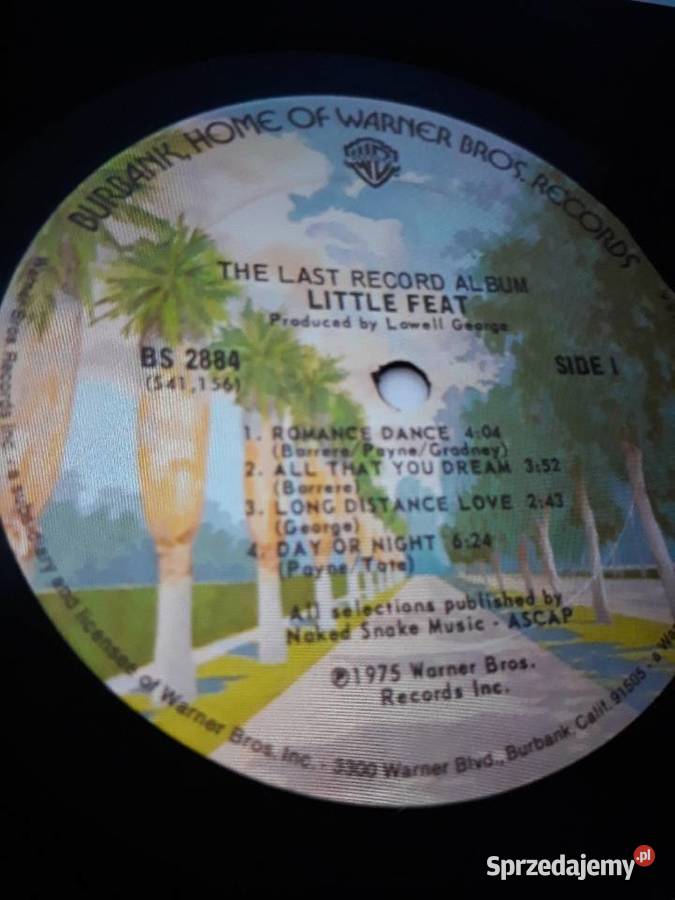 BURBANK, HOME OF WARNER BROS. RECORDS
THE LAST RECORD ALBUM
LITTLE FEAT
Produced by Lowell George
BS 2884
(S41,156)
SIDE 1
1. ROMANCE DANCE 4:04
(Barrere/Payne/Gradney)
2. ALL THAT YOU DREAM 3:52
(Barrere)
3. LONG DISTANCE LOVE 2:43
(George)
4. DAY OR NIGHT 6:24
(Payne/Tate)
All selections published by
Naked Snake Music - ASCAP
℗1975 Warner Bros.
Records Inc.
Warner Bros. Records Inc. - a subsidiary and licensee of Warner Bros. Inc. - 3300 Warner Blvd., Burbank, Calif. 91505 - a
Sprzedajemy.pl